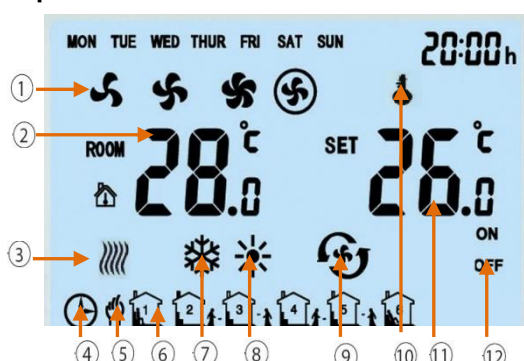 MON TUE WED THUR FRI SAT SUN 20:00h
1
2 ROOM 28.0 °C SET 26.0 °C
ON
3 OFF
1 2 3 4 5 6
4 5 6 7 8 9 10 11 12